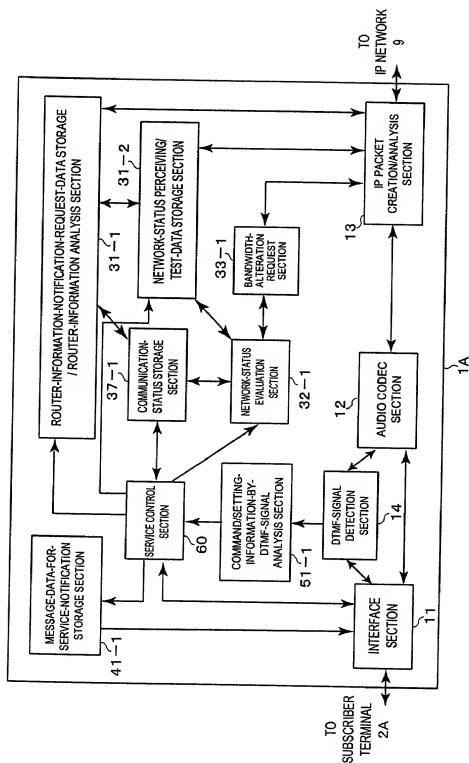 ROUTER-INFORMATION-NOTIFICATION-REQUEST-DATA STORAGE
/ ROUTER-INFORMATION ANALYSIS SECTION
31-1
MESSAGE-DATA-FOR-
SERVICE-NOTIFICATION
STORAGE SECTION
41-1
NETWORK-STATUS PERCEIVING/
TEST-DATA STORAGE SECTION
31-2
37-1
COMMUNICATION-
STATUS STORAGE
SECTION
SERVICE CONTROL
SECTION
60
NETWORK-STATUS
EVALUATION
SECTION
32-1
33-1
BANDWIDTH-
ALTERATION
REQUEST
SECTION
COMMAND/SETTING-
INFORMATION-BY-
DTMF-SIGNAL
ANALYSIS SECTION
51-1
DTMF-SIGNAL
DETECTION
SECTION
14
12
AUDIO CODEC
SECTION
13
IP PACKET
CREATION/ANALYSIS
SECTION
INTERFACE
SECTION
11
TO
SUBSCRIBER
TERMINAL
2A
TO
IP NETWORK
9
1A